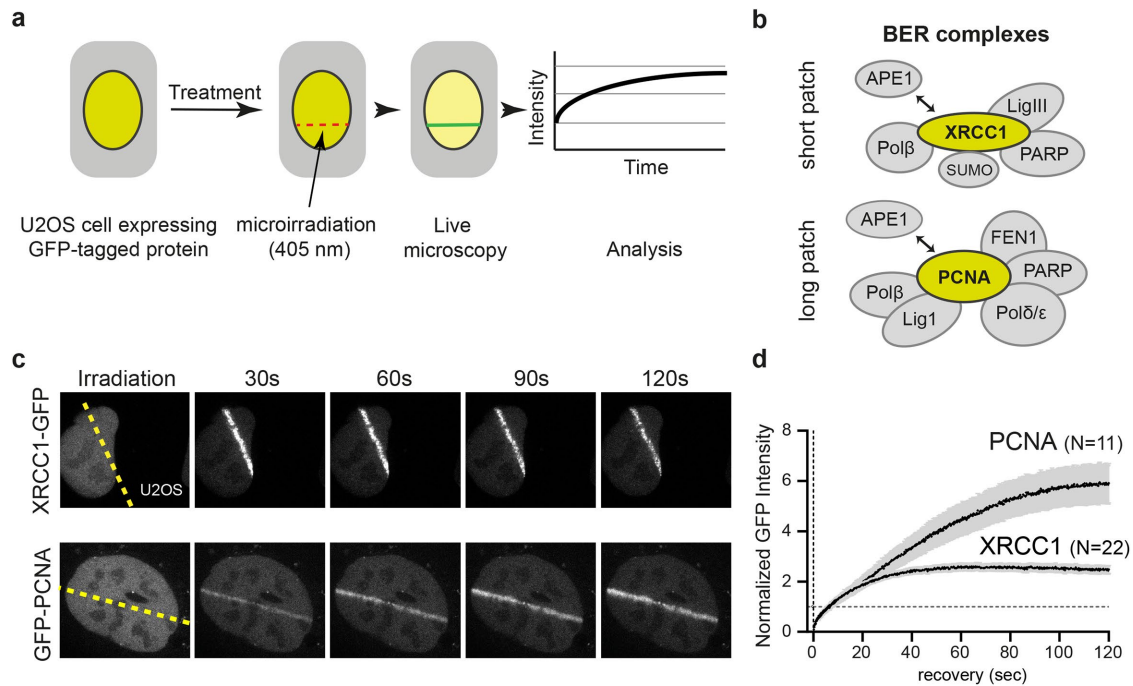 a
Treatment
Intensity
Time
U2OS cell expressing
GFP-tagged protein
microirradiation
(405 nm)
Live
microscopy
Analysis
b
BER complexes
short patch
APE1
LigIII
XRCC1
Polβ
PARP
SUMO
long patch
APE1
FEN1
PCNA
PARP
Polβ
Lig1
Polδ/ε
c
Irradiation
30s
60s
90s
120s
XRCC1-GFP
U2OS
GFP-PCNA
d
Normalized GFP Intensity
8
6
4
2
0
PCNA (N=11)
XRCC1 (N=22)
0 20 40 60 80 100 120
recovery (sec)